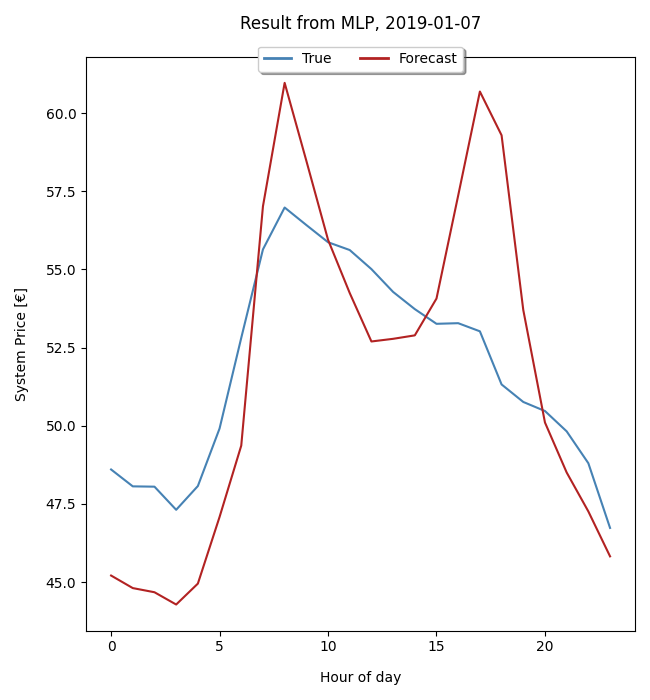 Result from MLP, 2019-01-07
True Forecast
60.0
57.5
55.0
52.5
50.0
47.5
45.0
System Price [€]
0 5 10 15 20
Hour of day